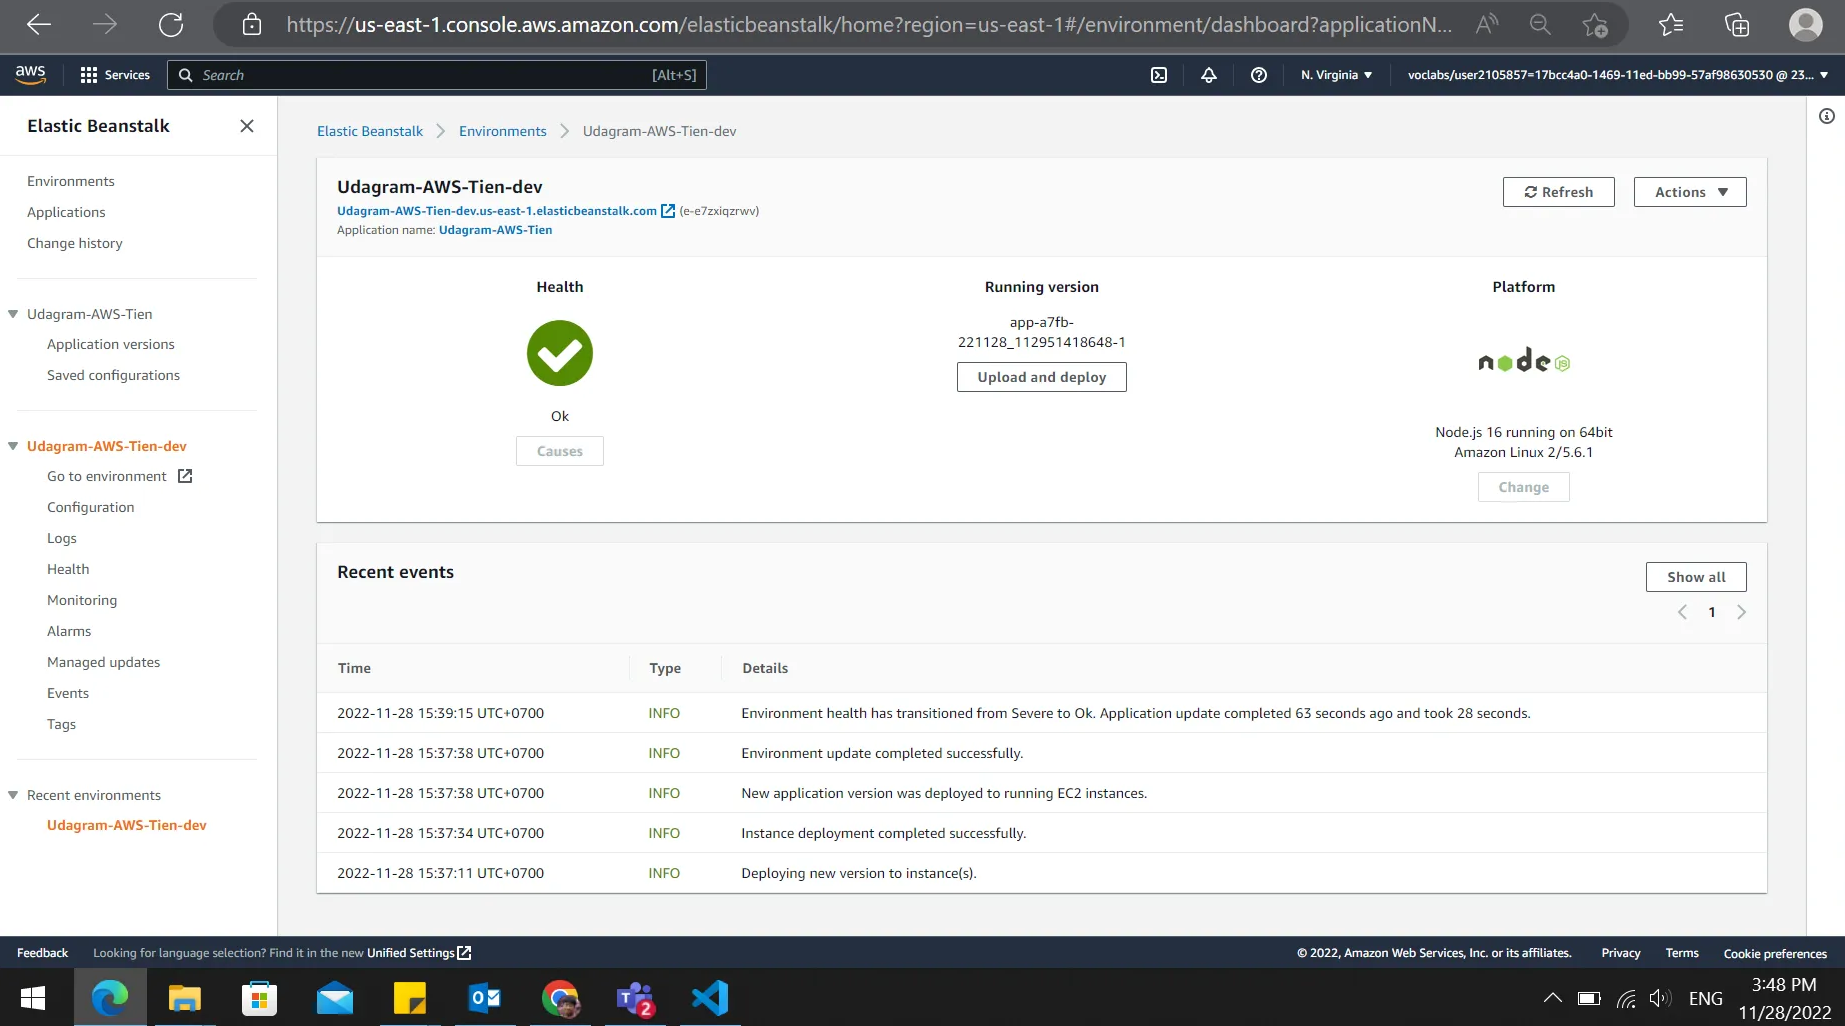 https://us-east-1.console.aws.amazon.com/elasticbeanstalk/home?region=us-east-1#/environment/dashboard?applicationN...
aws
Services
Search
[Alt+S]
N. Virginia
voclabs/user2105857=17bcc4a0-1469-11ed-bb99-57af98630530 @ 23...
Elastic Beanstalk
Environments
Applications
Change history
Udagram-AWS-Tien
Application versions
Saved configurations
Udagram-AWS-Tien-dev
Go to environment
Configuration
Logs
Health
Monitoring
Alarms
Managed updates
Events
Tags
Recent environments
Udagram-AWS-Tien-dev
Elastic Beanstalk > Environments > Udagram-AWS-Tien-dev
Udagram-AWS-Tien-dev
Udagram-AWS-Tien-dev.us-east-1.elasticbeanstalk.com (e-e7zxiqzrwv)
Application name: Udagram-AWS-Tien
Refresh
Actions
Health
Ok
Causes
Running version
app-a7fb-
221128_112951418648-1
Upload and deploy
Platform
node JS
Node.js 16 running on 64bit
Amazon Linux 2/5.6.1
Change
Recent events
Show all
1
Time Type Details
2022-11-28 15:39:15 UTC+0700 INFO Environment health has transitioned from Severe to Ok. Application update completed 63 seconds ago and took 28 seconds.
2022-11-28 15:37:38 UTC+0700 INFO Environment update completed successfully.
2022-11-28 15:37:38 UTC+0700 INFO New application version was deployed to running EC2 instances.
2022-11-28 15:37:34 UTC+0700 INFO Instance deployment completed successfully.
2022-11-28 15:37:11 UTC+0700 INFO Deploying new version to instance(s).
Feedback
Looking for language selection? Find it in the new Unified Settings
© 2022, Amazon Web Services, Inc. or its affiliates.
Privacy
Terms
Cookie preferences
2
ENG
3:48 PM
11/28/2022